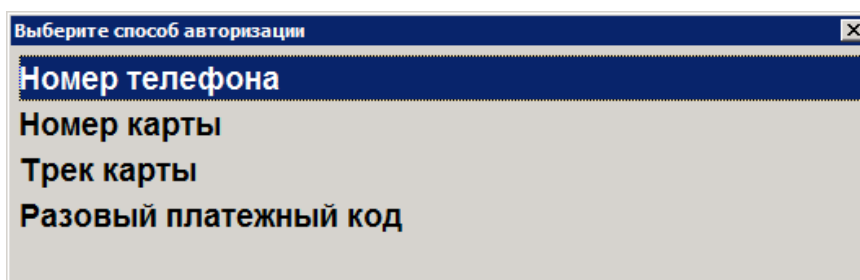 Выберите способ авторизации
Номер телефона
Номер карты
Трек карты
Разовый платежный код